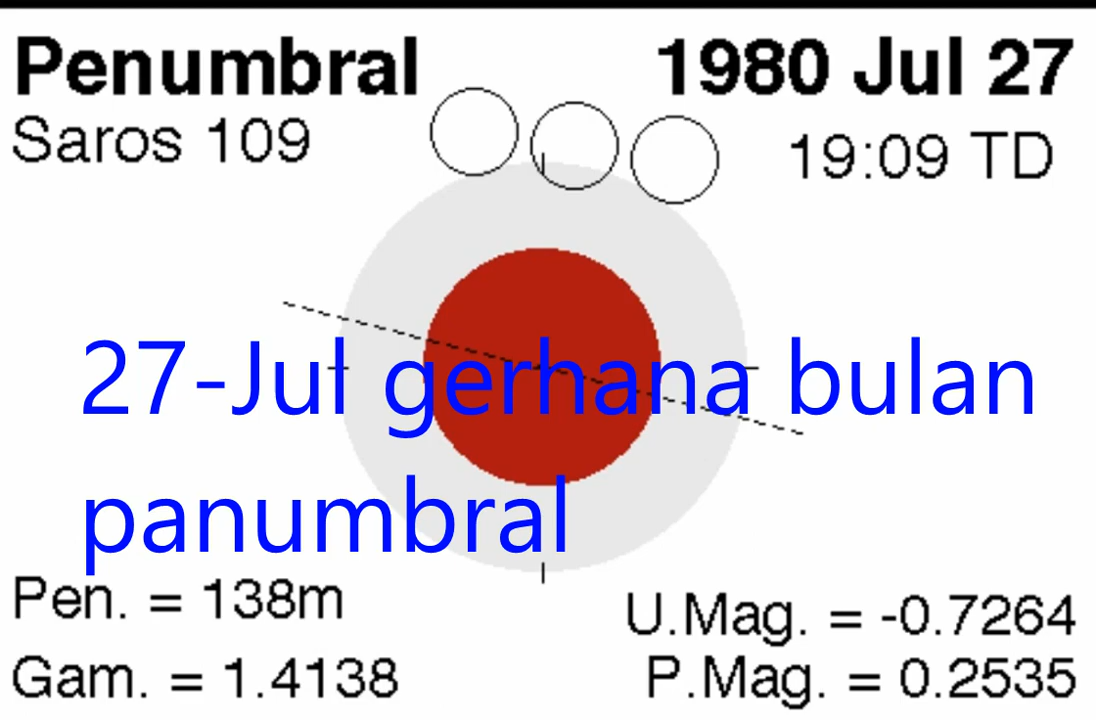 Penumbral
1980 Jul 27
Saros 109
19:09 TD
27-Jul gerhana bulan
panumbral
Pen. = 138m
U.Mag. = -0.7264
Gam. = 1.4138
P.Mag. = 0.2535